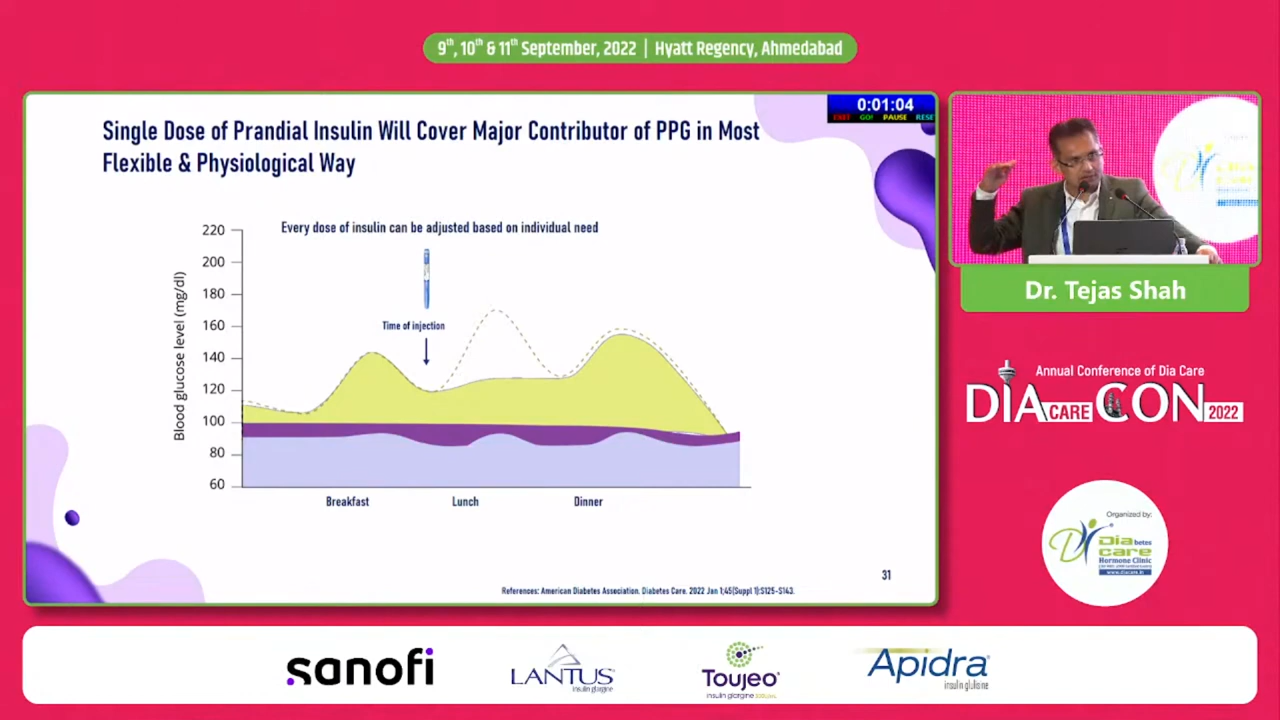 9th, 10th & 11th September, 2022 | Hyatt Regency, Ahmedabad
0:01:04
EXIT GO! PAUSE RESE
Single Dose of Prandial Insulin Will Cover Major Contributor of PPG in Most
Flexible & Physiological Way
Every dose of insulin can be adjusted based on individual need
Time of injection
Blood glucose level (mg/dl)
220
200
180
160
140
120
100
80
60
Breakfast Lunch Dinner
31
References: American Diabetes Association. Diabetes Care. 2022 Jan 1;45(Suppl 1):S125-S143.
Dr. Tejas Shah
Annual Conference of Dia Care
DIA CARE CON 2022
Organized by:
Diabetes
care
Hormone Clinic
www.diacare.in
sanofi
LANTUS
insulin glargine
Toujeo
insulin glargine
Apidra
insulin glulisine